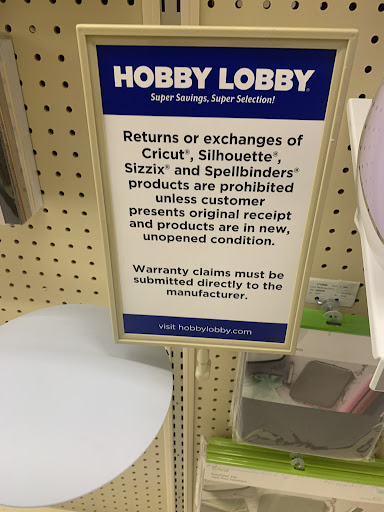 HOBBY LOBBY®
Super Savings, Super Selection!
Returns or exchanges of
Cricut®, Silhouette®,
Sizzix® and Spellbinders®
products are prohibited
unless customer
presents original receipt
and products are in new,
unopened condition.
Warranty claims must be
submitted directly to the
manufacturer.
visit hobbylobby.com